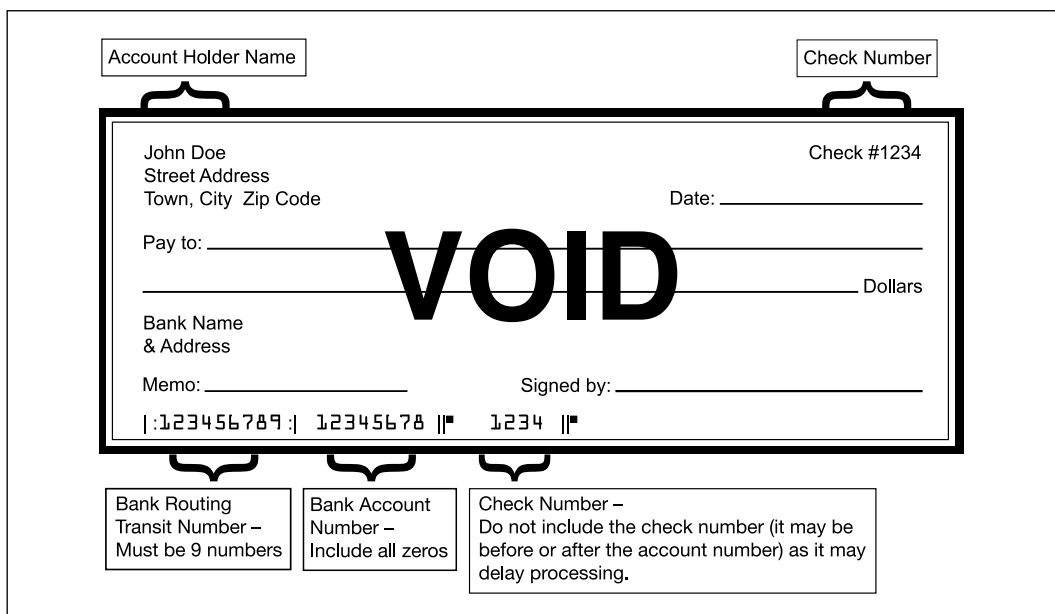 Account Holder Name
Check Number
John Doe
Check #1234
Street Address
Town, City  Zip Code
Date:
Pay to:
VOID
Dollars
Bank Name
& Address
Memo:
Signed by:
|:123456789:| 12345678 ||■ 1234 ||■
Bank Routing
Transit Number –
Must be 9 numbers
Bank Account
Number –
Include all zeros
Check Number –
Do not include the check number (it may be
before or after the account number) as it may
delay processing.